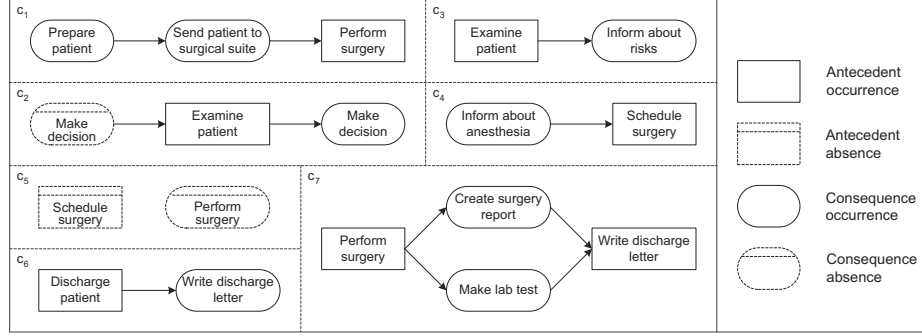 c1
Prepare
patient
Send patient to
surgical suite
Perform
surgery
c3
Examine
patient
Inform about
risks
c2
Make
decision
Examine
patient
Make
decision
c4
Inform about
anesthesia
Schedule
surgery
c5
Schedule
surgery
Perform
surgery
c6
Discharge
patient
Write discharge
letter
c7
Perform
surgery
Create surgery
report
Make lab test
Write discharge
letter
Antecedent
occurrence
Antecedent
absence
Consequence
occurrence
Consequence
absence